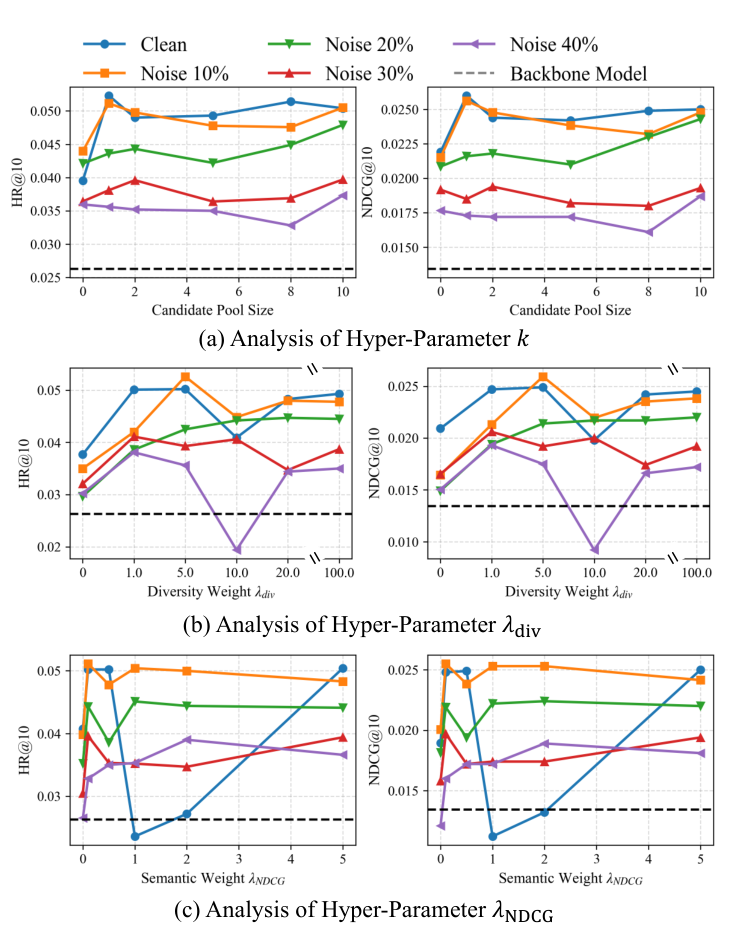 Clean
Noise 20%
Noise 40%
Noise 10%
Noise 30%
Backbone Model
HR@10
0.050
0.045
0.040
0.035
0.030
0.025
0 2 4 6 8 10
Candidate Pool Size
NDCG@10
0.0250
0.0225
0.0200
0.0175
0.0150
0 2 4 6 8 10
Candidate Pool Size
(a) Analysis of Hyper-Parameter k
HR@10
0.05
0.04
0.03
0.02
0 1.0 5.0 10.0 20.0 100.0
Diversity Weight λdiv
NDCG@10
0.025
0.020
0.015
0.010
0 1.0 5.0 10.0 20.0 100.0
Diversity Weight λdiv
(b) Analysis of Hyper-Parameter λdiv
HR@10
0.05
0.04
0.03
0 1 2 3 4 5
Semantic Weight λNDCG
NDCG@10
0.025
0.020
0.015
0 1 2 3 4 5
Semantic Weight λNDCG
(c) Analysis of Hyper-Parameter λNDCG